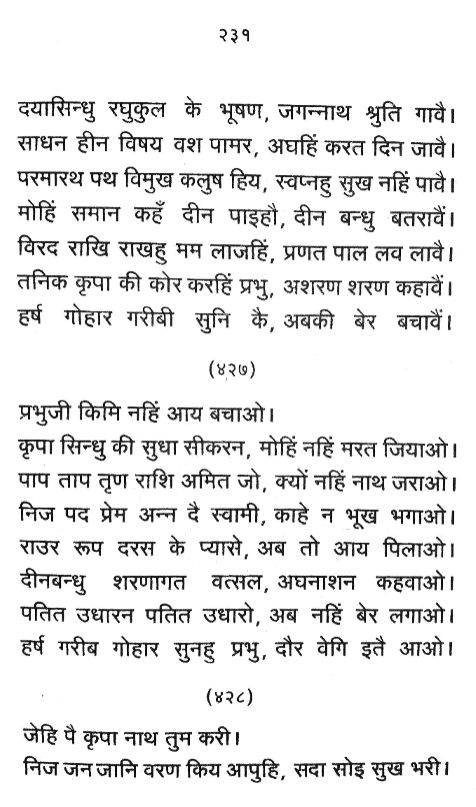 २३१
दयासिन्धु रघुकुल के भूषण, जगन्नाथ श्रुति गावै।
साधन हीन विषय वश पामर, अघहिं करत दिन जावै।
परमारथ पथ विमुख कलुष हिय, स्वप्नहु सुख नहिं पावै।
मोहिं समान कहँ दीन पाइहौ, दीन बन्धु बतरावैं।
विरद राखि राखहु मम लाजहिं, प्रणत पाल लव लावै।
तनिक कृपा की कोर करहिं प्रभु, अशरण शरण कहावैं।
हर्ष गोहार गरीबी सुनि कै, अबकी बेर बचावैं।
(४२७)
प्रभुजी किमि नहिं आय बचाओ।
कृपा सिन्धु की सुधा सीकरन, मोहिं नहिं मरत जियाओ।
पाप ताप तृण राशि अमित जो, क्यों नहिं नाथ जराओ।
निज पद प्रेम अन्न दै स्वामी, काहे न भूख भगाओ।
राउर रूप दरस के प्यासे, अब तो आय पिलाओ।
दीनबन्धु शरणागत वत्सल, अघनाशन कहवाओ।
पतित उधारन पतित उधारो, अब नहिं बेर लगाओ।
हर्ष गरीब गोहार सुनहु प्रभु, दौर वेगि इतै आओ।
(४२८)
जेहि पै कृपा नाथ तुम करी।
निज जन जानि वरण किय आपुहि, सदा सोइ सुख भरी।